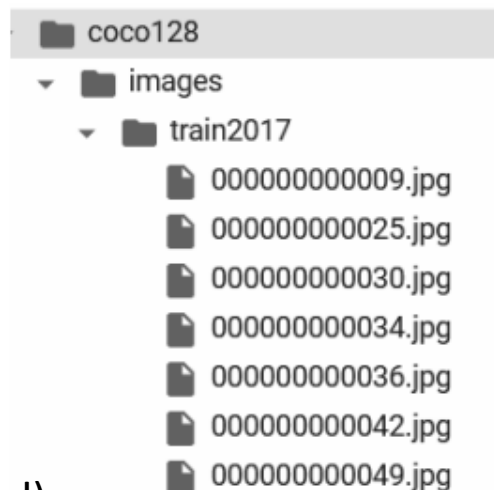 coco128
images
train2017
000000000009.jpg
000000000025.jpg
000000000030.jpg
000000000034.jpg
000000000036.jpg
000000000042.jpg
000000000049.jpg